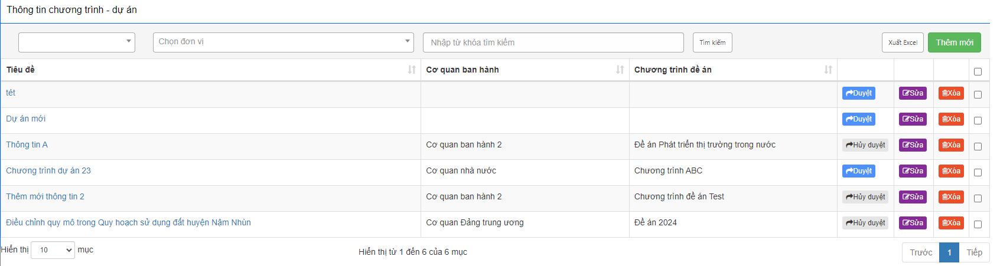 Thông tin chương trình - dự án
Chọn đơn vị Nhập từ khóa tìm kiếm Tìm kiếm Xuất Excel Thêm mới
Tiêu đề Cơ quan ban hành Chương trình đề án
tét Duyệt Sửa Xóa
Dự án mới Duyệt Sửa Xóa
Thông tin A Cơ quan ban hành 2 Đề án Phát triển thị trường trong nước Hủy duyệt Sửa Xóa
Chương trình dự án 23 Cơ quan nhà nước Chương trình ABC Duyệt Sửa Xóa
Thêm mới thông tin 2 Cơ quan ban hành 2 Chương trình đề án Test Hủy duyệt Sửa Xóa
Điều chỉnh quy mô trong Quy hoạch sử dụng đất huyện Nậm Nhùn Cơ quan Đảng trung ương Đề án 2024 Hủy duyệt Sửa Xóa
Hiển thị 10 mục Hiển thị từ 1 đến 6 của 6 mục Trước 1 Tiếp